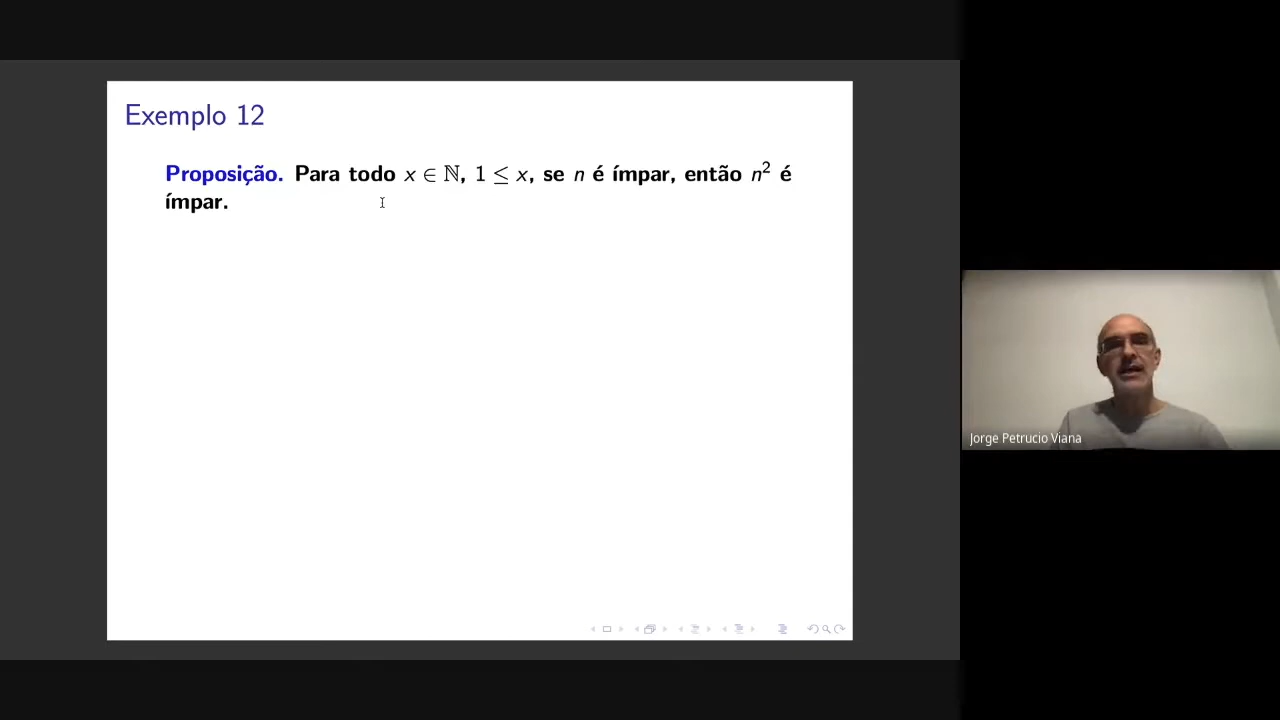 Exemplo 12
Proposição. Para todo x ∈ ℕ, 1 ≤ x, se n é ímpar, então n² é
ímpar.
Jorge Petrucio Viana